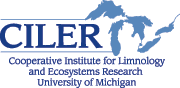 CILER
Cooperative Institute for Limnology
and Ecosystems Research
University of Michigan